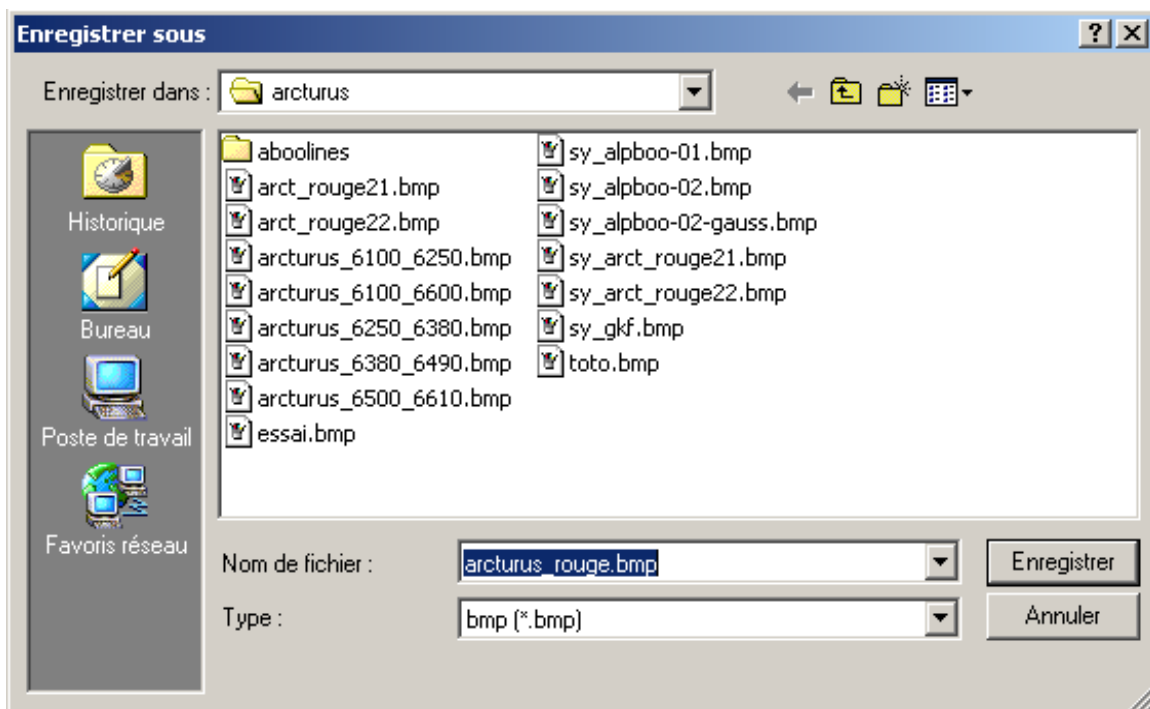 Enregistrer sous
Enregistrer dans : arcturus
Historique
Bureau
Poste de travail
Favoris réseau
aboolines
arct_rouge21.bmp
arct_rouge22.bmp
arcturus_6100_6250.bmp
arcturus_6100_6600.bmp
arcturus_6250_6380.bmp
arcturus_6380_6490.bmp
arcturus_6500_6610.bmp
essai.bmp
sy_alpboo-01.bmp
sy_alpboo-02.bmp
sy_alpboo-02-gauss.bmp
sy_arct_rouge21.bmp
sy_arct_rouge22.bmp
sy_gkf.bmp
toto.bmp
Nom de fichier : arcturus_rouge.bmp Enregistrer
Type : bmp (*.bmp) Annuler